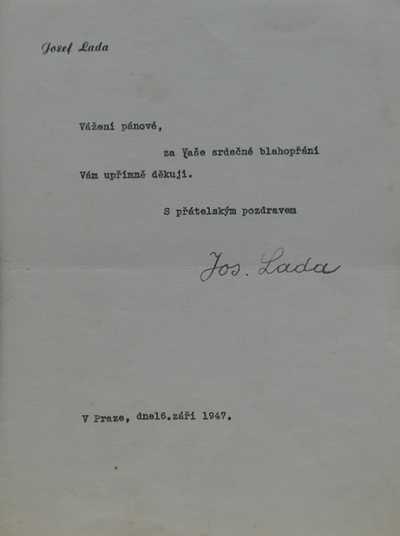 Josef Lada
Vážení pánové,
za Vaše srdečné blahopřání
Vám upřímně děkuji.
S přátelským pozdravem
Jos. Lada
V Praze, dne16.září 1947.